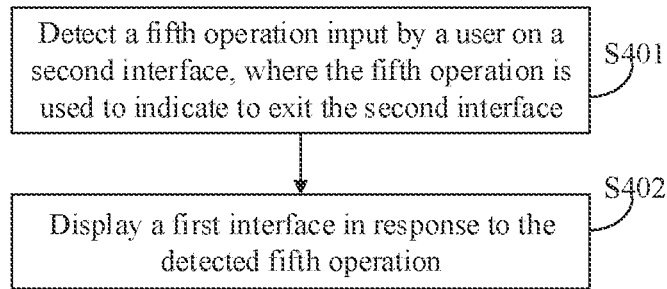 Detect a fifth operation input by a user on a
second interface, where the fifth operation is
used to indicate to exit the second interface
S401
S402
Display a first interface in response to the
detected fifth operation